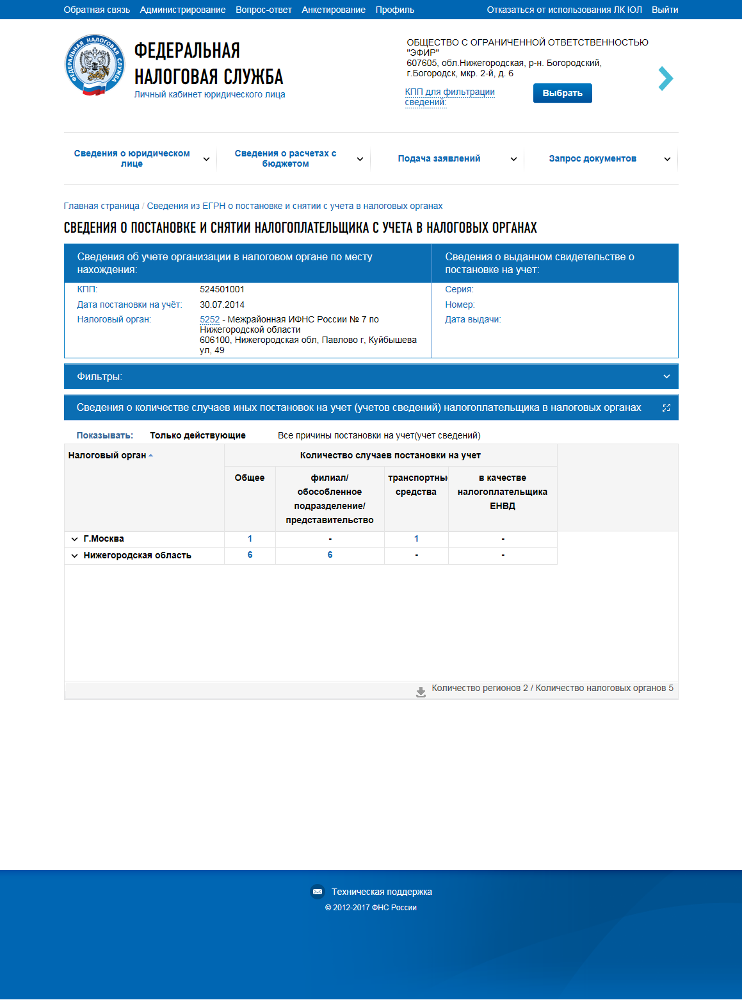 Обратная связь Администрирование Вопрос-ответ Анкетирование Профиль Отказаться от использования ЛК ЮЛ Выйти
ФЕДЕРАЛЬНАЯ НАЛОГОВАЯ СЛУЖБА
ФЕДЕРАЛЬНАЯ
НАЛОГОВАЯ СЛУЖБА
Личный кабинет юридического лица
ОБЩЕСТВО С ОГРАНИЧЕННОЙ ОТВЕТСТВЕННОСТЬЮ
"ЭФИР"
607605, обл.Нижегородская, р-н. Богородский,
г.Богородск, мкр. 2-й, д. 6
КПП для фильтрации
сведений:
Выбрать
Сведения о юридическом
лице
Сведения о расчетах с
бюджетом
Подача заявлений
Запрос документов
Главная страница / Сведения из ЕГРН о постановке и снятии с учета в налоговых органах
СВЕДЕНИЯ О ПОСТАНОВКЕ И СНЯТИИ НАЛОГОПЛАТЕЛЬЩИКА С УЧЕТА В НАЛОГОВЫХ ОРГАНАХ
Сведения об учете организации в налоговом органе по месту
нахождения:
КПП: 524501001
Дата постановки на учёт: 30.07.2014
Налоговый орган: 5252 - Межрайонная ИФНС России № 7 по
Нижегородской области
606100, Нижегородская обл, Павлово г, Куйбышева
ул, 49
Сведения о выданном свидетельстве о
постановке на учет:
Серия:
Номер:
Дата выдачи:
Фильтры:
Сведения о количестве случаев иных постановок на учет (учетов сведений) налогоплательщика в налоговых органах
Показывать: Только действующие Все причины постановки на учет(учет сведений)
Налоговый орган
Количество случаев постановки на учет
Общее
филиал/
обособленное
подразделение/
представительство
транспортны
средства
в качестве
налогоплательщика
ЕНВД
Г.Москва 1 - 1 -
Нижегородская область 6 6 - -
Количество регионов 2 / Количество налоговых органов 5
Техническая поддержка
© 2012-2017 ФНС России